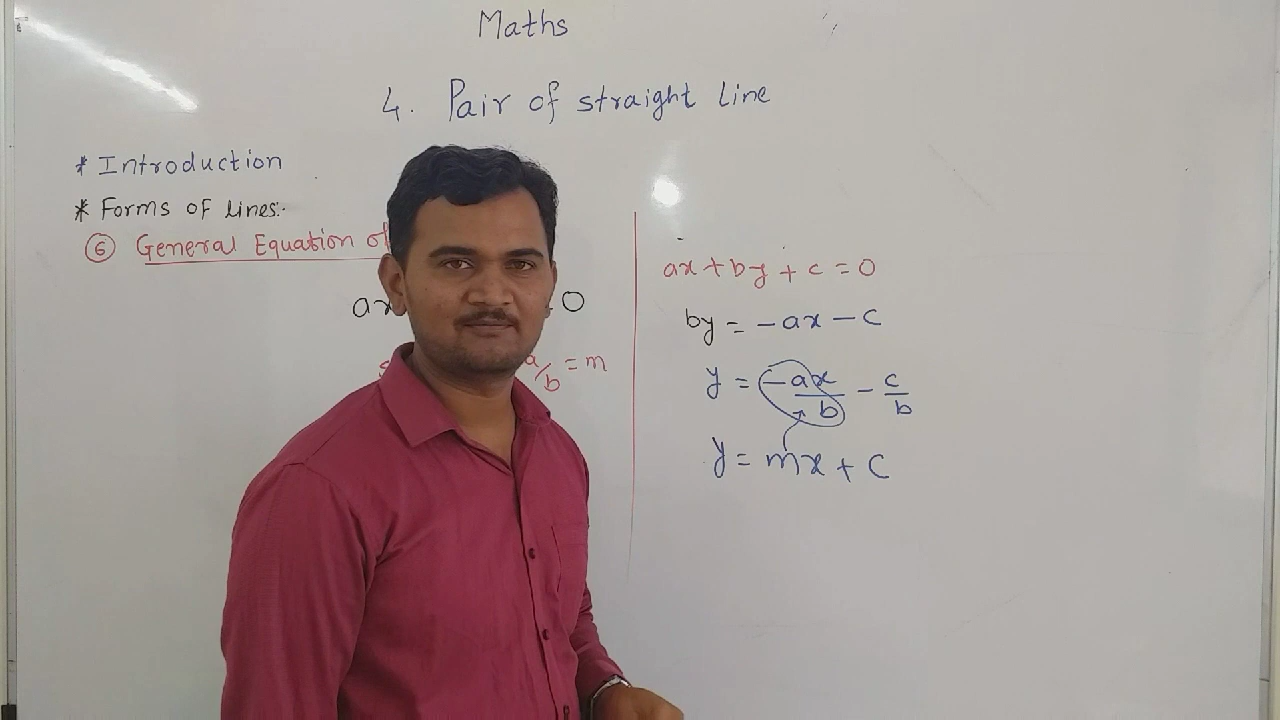 Maths
4. Pair of straight Line
* Introduction
* Forms of lines:-
⑥ General Equation of
ax 0
a/b = m
ax + by + c = 0
by = -ax - c
y = -ax/b - c/b
y = mx + c